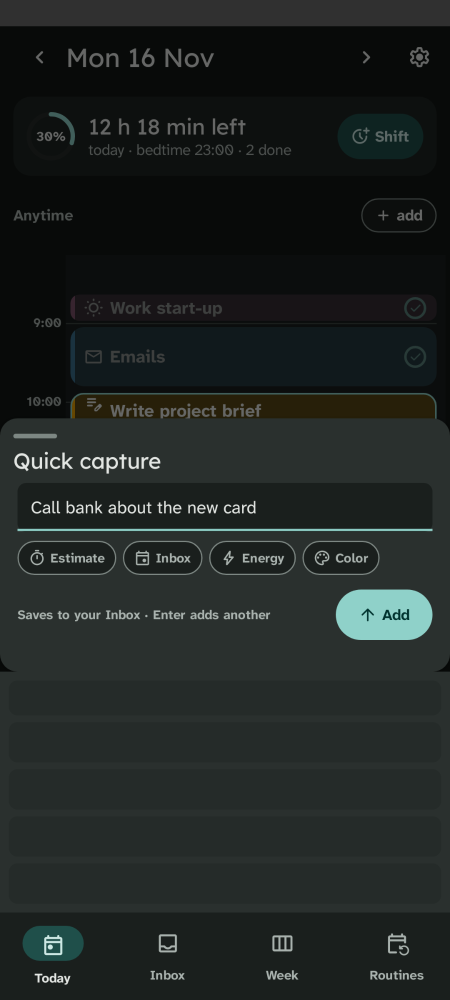 Mon 16 Nov
30%
12 h 18 min left
today · bedtime 23:00 · 2 done
Shift
Anytime
add
Work start-up
9:00
Emails
10:00
Write project brief
Quick capture
Call bank about the new card
Estimate
Inbox
Energy
Color
Saves to your Inbox · Enter adds another
Add
Today
Inbox
Week
Routines